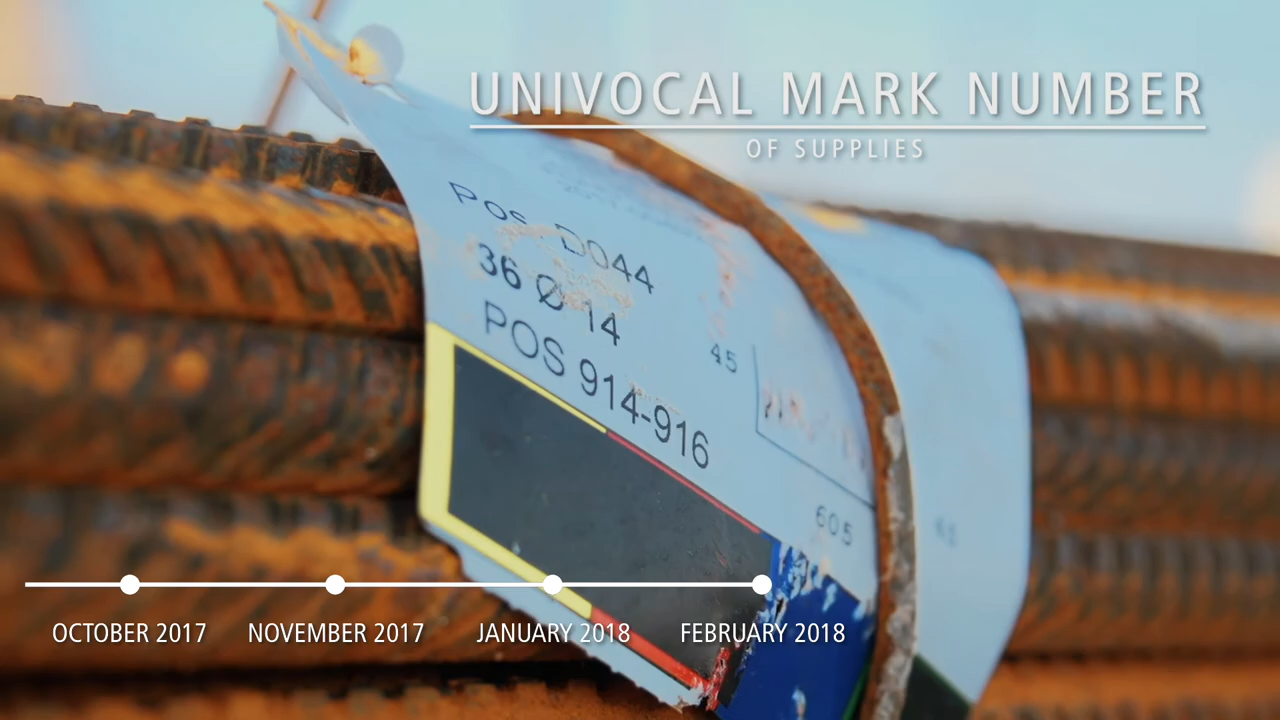 UNIVOCAL MARK NUMBER
OF SUPPLIES
POS D044
36 Ø 14
POS 914-916
45
605
OCTOBER 2017 NOVEMBER 2017 JANUARY 2018 FEBRUARY 2018